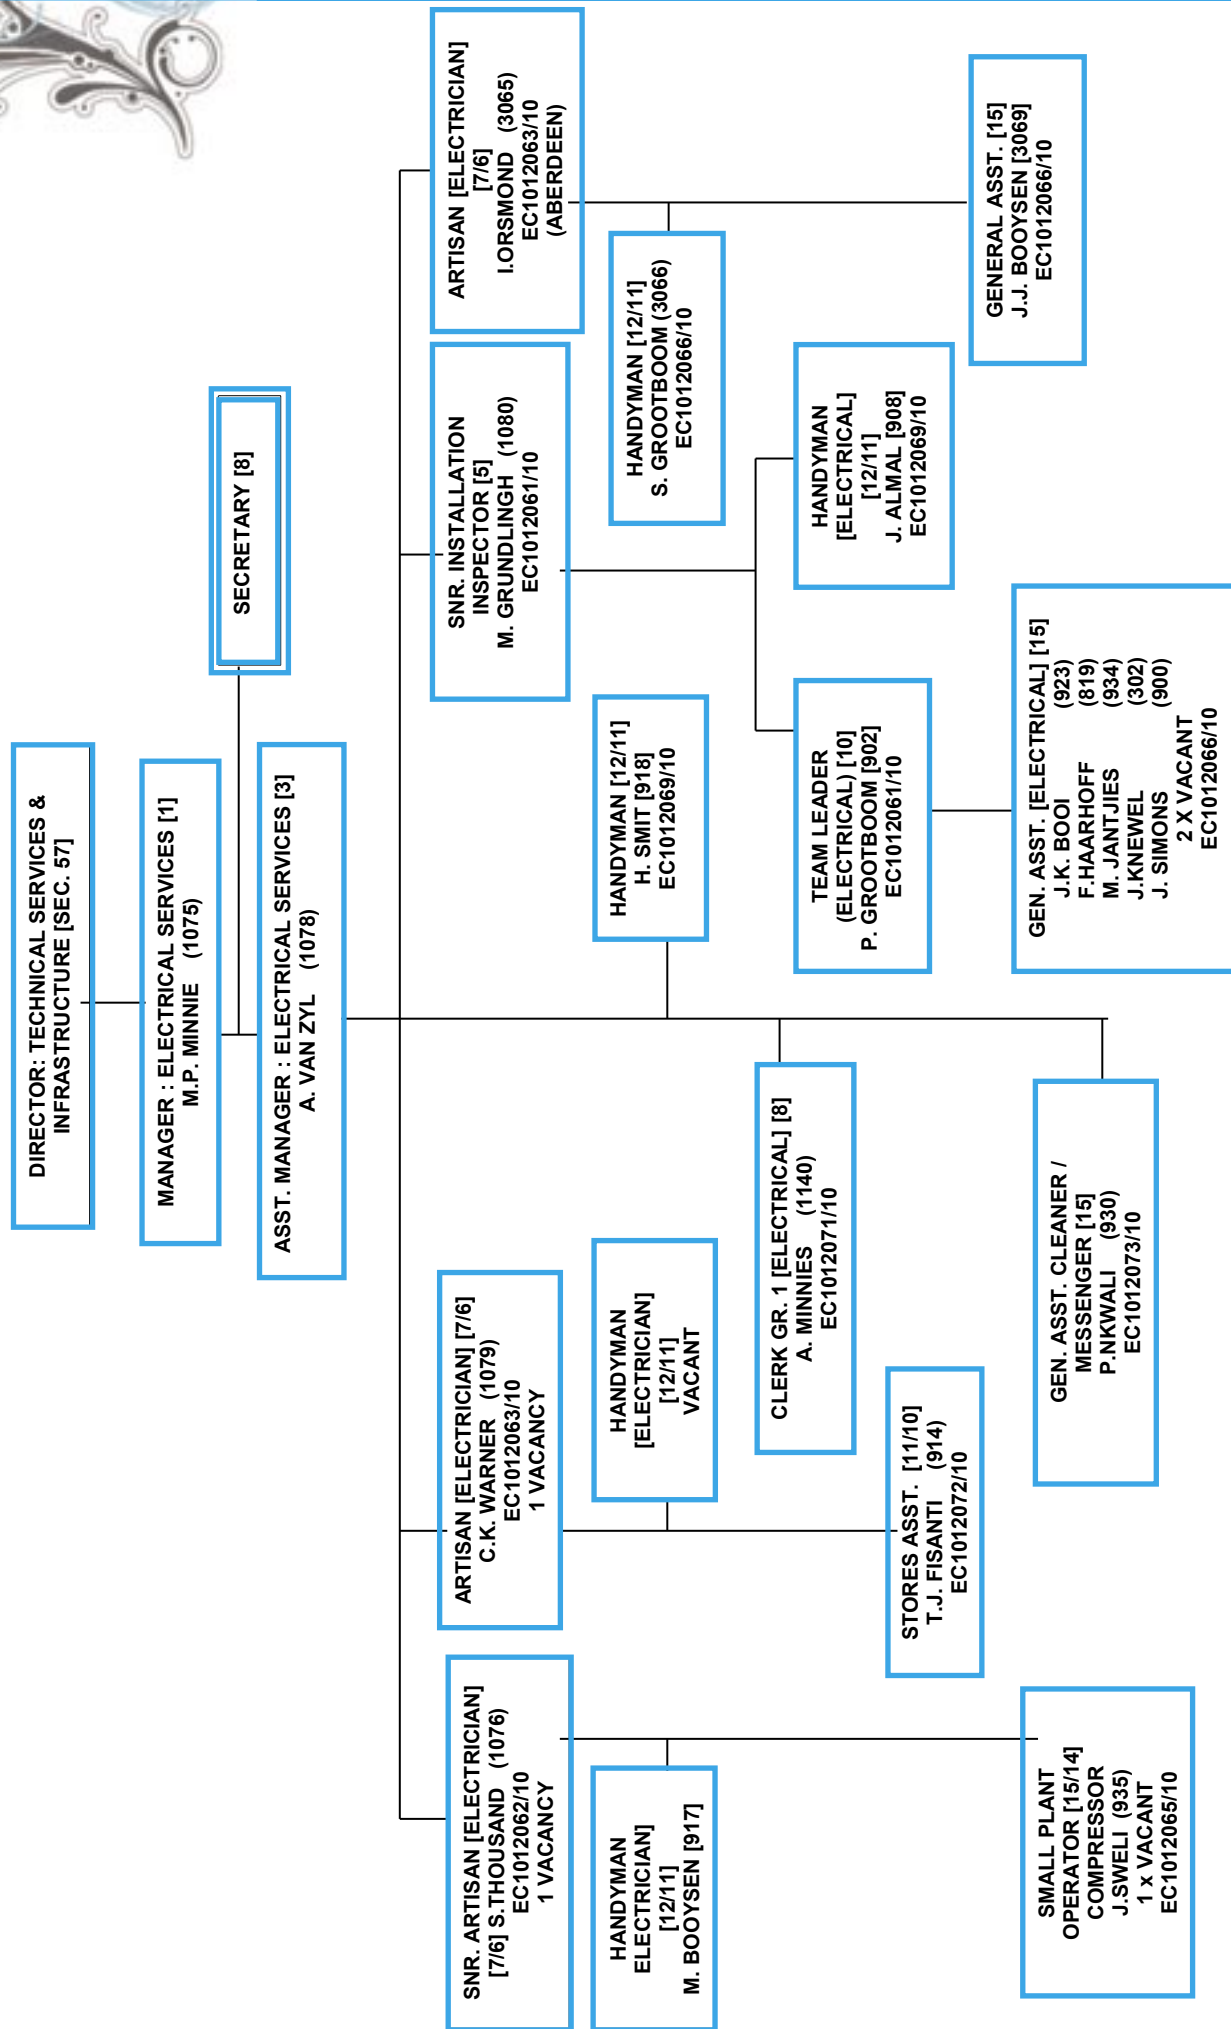 DIRECTOR: TECHNICAL SERVICES &
INFRASTRUCTURE [SEC. 57]
MANAGER : ELECTRICAL SERVICES [1]
M.P. MINNIE (1075)
SECRETARY [8]
ASST. MANAGER : ELECTRICAL SERVICES [3]
A. VAN ZYL (1078)
SNR. ARTISAN [ELECTRICIAN]
[7/6] S.THOUSAND (1076)
EC1012062/10
1 VACANCY
ARTISAN [ELECTRICIAN] [7/6]
C.K. WARNER (1079)
EC1012063/10
1 VACANCY
SNR. INSTALLATION
INSPECTOR [5]
M. GRUNDLINGH (1080)
EC1012061/10
ARTISAN [ELECTRICIAN]
[7/6]
I.ORSMOND (3065)
EC1012063/10
(ABERDEEN)
HANDYMAN
ELECTRICIAN]
[12/11]
M. BOOYSEN [917]
HANDYMAN
[ELECTRICIAN]
[12/11]
VACANT
HANDYMAN [12/11]
H. SMIT [918]
EC1012069/10
HANDYMAN [12/11]
S. GROOTBOOM (3066)
EC1012066/10
CLERK GR. 1 [ELECTRICAL] [8]
A. MINNIES (1140)
EC1012071/10
TEAM LEADER
(ELECTRICAL) [10]
P. GROOTBOOM [902]
EC1012061/10
HANDYMAN
[ELECTRICAL]
[12/11]
J. ALMAL [908]
EC1012069/10
STORES ASST. [11/10]
T.J. FISANTI (914)
EC1012072/10
GENERAL ASST. [15]
J.J. BOOYSEN [3069]
EC1012066/10
SMALL PLANT
OPERATOR [15/14]
COMPRESSOR
J.SWELI (935)
1 x VACANT
EC1012065/10
GEN. ASST. CLEANER /
MESSENGER [15]
P.NKWALI (930)
EC1012073/10
GEN. ASST. [ELECTRICAL] [15]
J.K. BOOI (923)
F.HAARHOFF (819)
M. JANTJIES (934)
J.KNEWEL (302)
J. SIMONS (900)
2 X VACANT
EC1012066/10